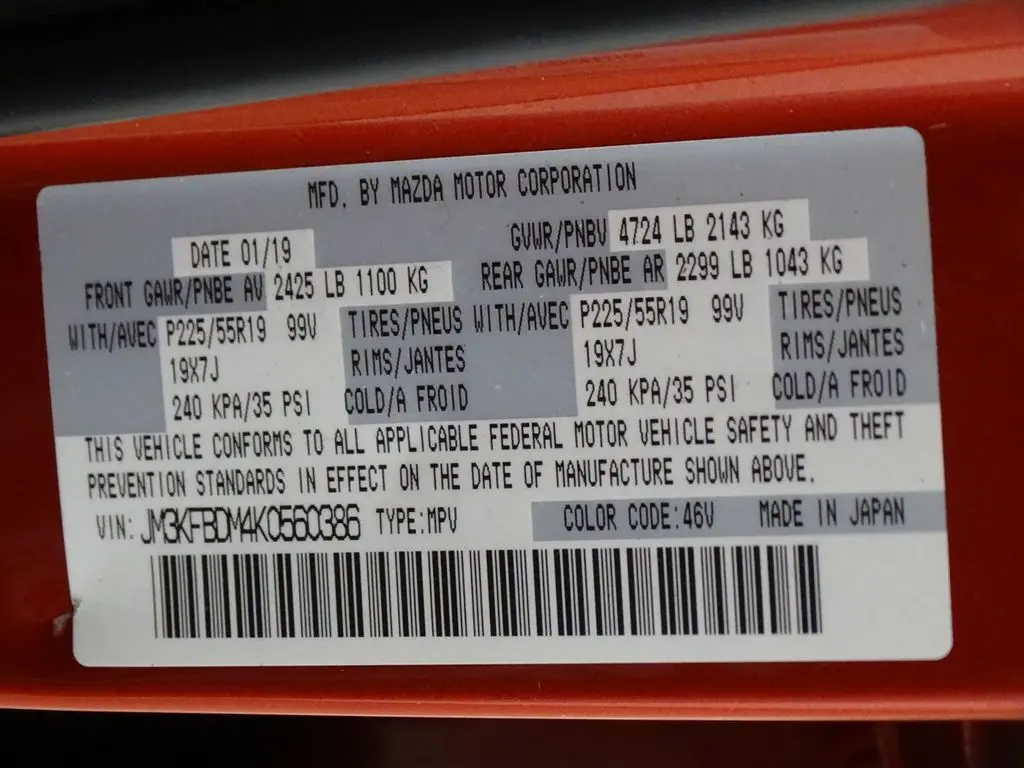 MFD. BY MAZDA MOTOR CORPORATION
DATE 01/19 GVWR/PNBV 4724 LB 2143 KG
FRONT GAWR/PNBE AV 2425 LB 1100 KG REAR GAWR/PNBE AR 2299 LB 1043 KG
WITH/AVEC P225/55R19 99V TIRES/PNEUS WITH/AVEC P225/55R19 99V TIRES/PNEUS
19X7J RIMS/JANTES 19X7J RIMS/JANTES
240 KPA/35 PSI COLD/A FROID 240 KPA/35 PSI COLD/A FROID
THIS VEHICLE CONFORMS TO ALL APPLICABLE FEDERAL MOTOR VEHICLE SAFETY AND THEFT
PREVENTION STANDARDS IN EFFECT ON THE DATE OF MANUFACTURE SHOWN ABOVE.
VIN: JM3KFBDM4K0560386 TYPE:MPV COLOR CODE:46V MADE IN JAPAN